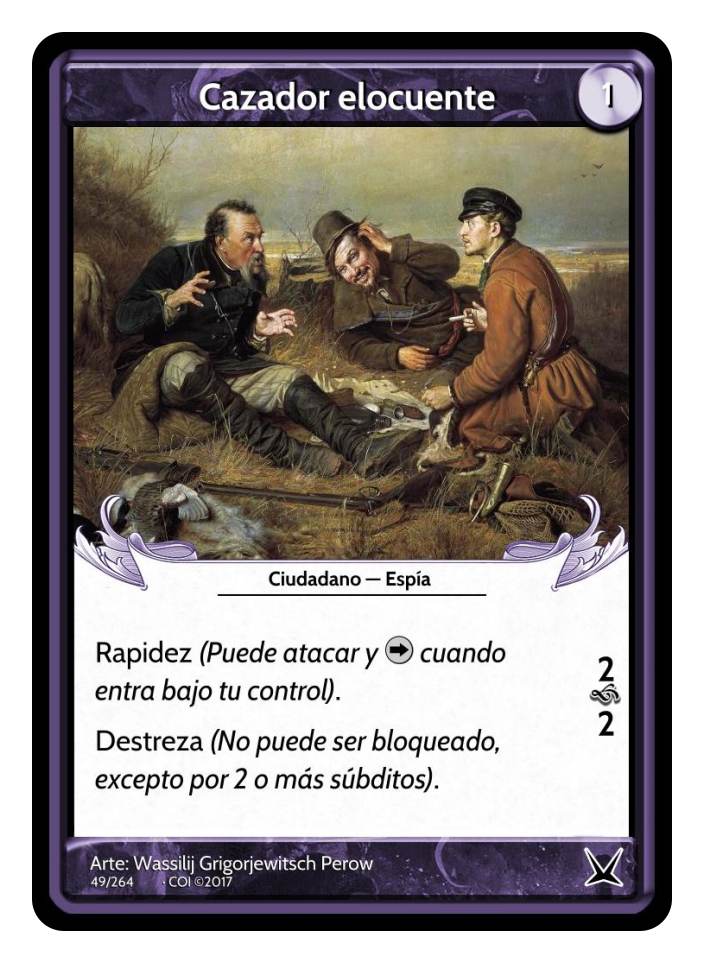 Cazador elocuente
1
Ciudadano — Espía
Rapidez (Puede atacar y cuando
entra bajo tu control).
Destreza (No puede ser bloqueado,
excepto por 2 o más súbditos).
2
2
Arte: Wassilij Grigorjewitsch Perow
49/264 · COI ©2017